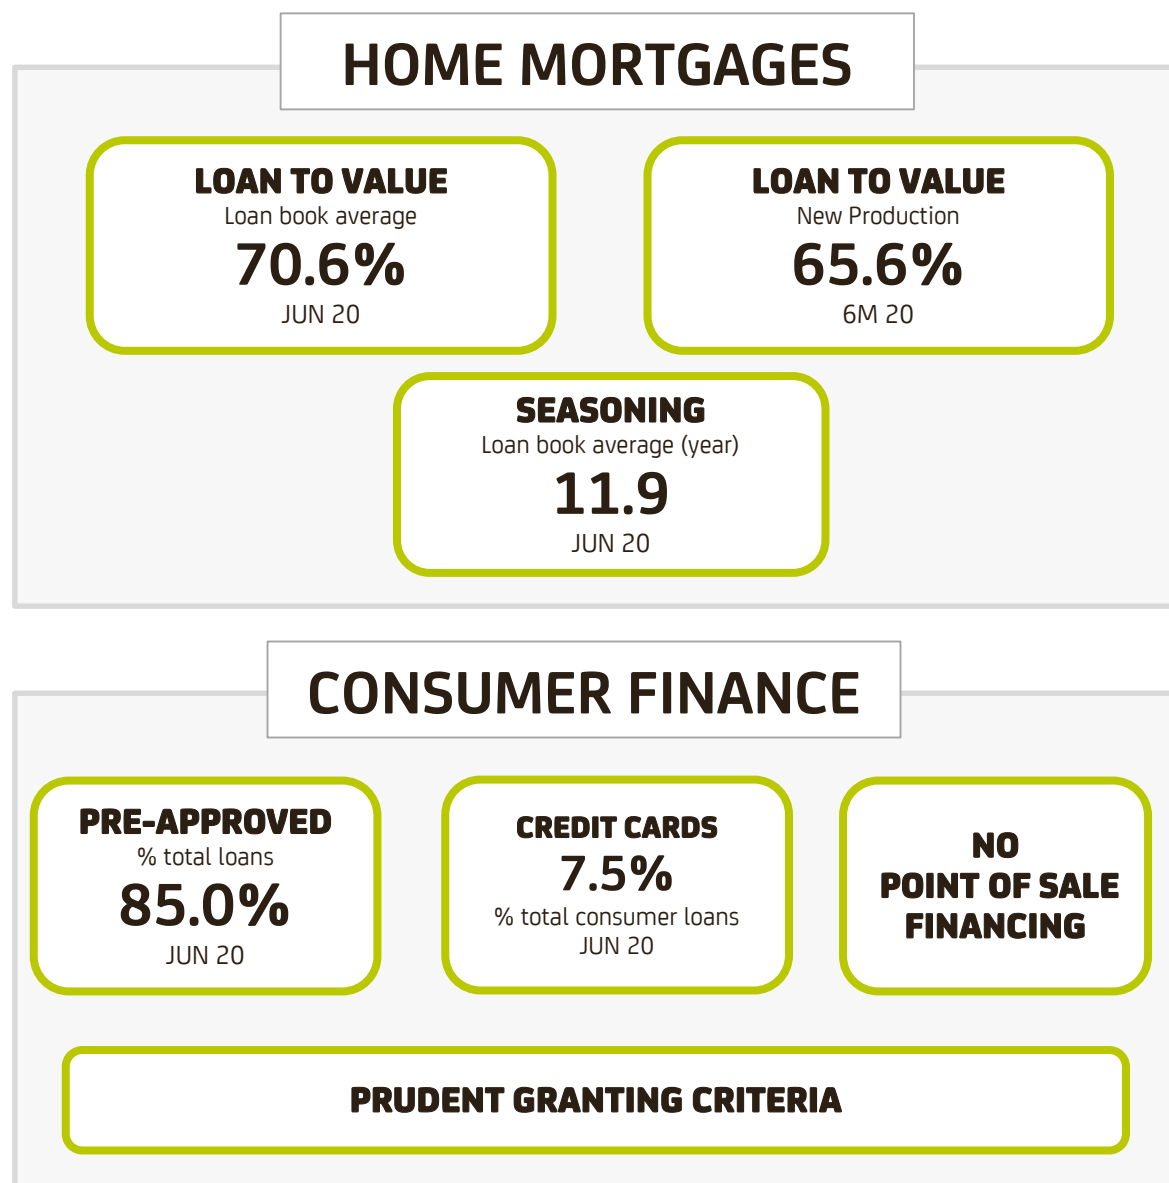 HOME MORTGAGES
LOAN TO VALUE
Loan book average
70.6%
JUN 20
LOAN TO VALUE
New Production
65.6%
6M 20
SEASONING
Loan book average (year)
11.9
JUN 20
CONSUMER FINANCE
PRE-APPROVED
% total loans
85.0%
JUN 20
CREDIT CARDS
7.5%
% total consumer loans
JUN 20
NO
POINT OF SALE
FINANCING
PRUDENT GRANTING CRITERIA